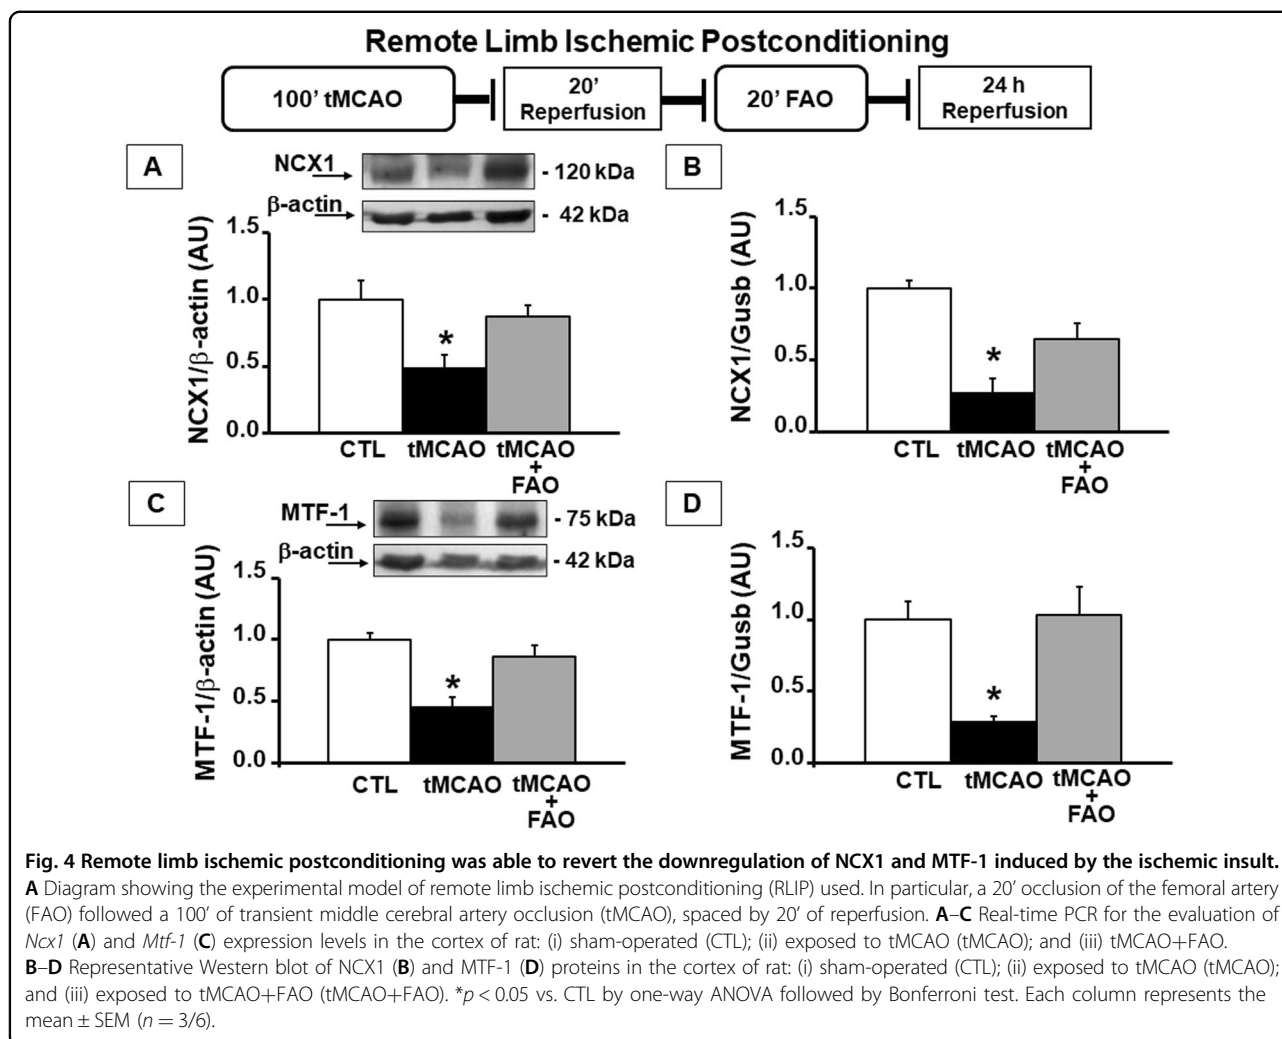 Remote Limb Ischemic Postconditioning
100’ tMCAO
20’
Reperfusion
20’ FAO
24 h
Reperfusion
A
NCX1
- 120 kDa
β-actin
- 42 kDa
NCX1/β-actin (AU)
1.5
1.0
0.5
0.0
*
CTL
tMCAO
tMCAO
+
FAO
B
NCX1/Gusb (AU)
1.5
1.0
0.5
0.0
*
CTL
tMCAO
tMCAO
+
FAO
C
MTF-1
- 75 kDa
β-actin
- 42 kDa
MTF-1/β-actin (AU)
1.5
1.0
0.5
0.0
*
CTL
tMCAO
tMCAO
+
FAO
D
MTF-1/Gusb (AU)
1.5
1.0
0.5
0.0
*
CTL
tMCAO
tMCAO
+
FAO
Fig. 4 Remote limb ischemic postconditioning was able to revert the downregulation of NCX1 and MTF-1 induced by the ischemic insult.
A Diagram showing the experimental model of remote limb ischemic postconditioning (RLIP) used. In particular, a 20’ occlusion of the femoral artery
(FAO) followed a 100’ of transient middle cerebral artery occlusion (tMCAO), spaced by 20’ of reperfusion. A–C Real-time PCR for the evaluation of
Ncx1 (A) and Mtf-1 (C) expression levels in the cortex of rat: (i) sham-operated (CTL); (ii) exposed to tMCAO (tMCAO); and (iii) tMCAO+FAO.
B–D Representative Western blot of NCX1 (B) and MTF-1 (D) proteins in the cortex of rat: (i) sham-operated (CTL); (ii) exposed to tMCAO (tMCAO);
and (iii) exposed to tMCAO+FAO (tMCAO+FAO). *p < 0.05 vs. CTL by one-way ANOVA followed by Bonferroni test. Each column represents the
mean ± SEM (n = 3/6).